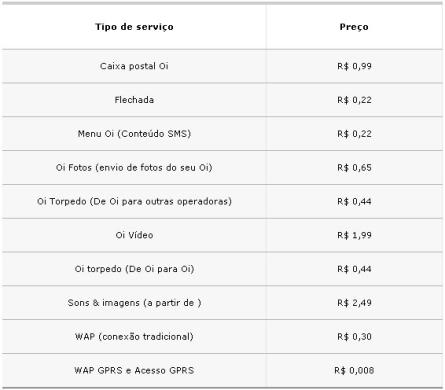 Tipo de serviço Preço
Caixa postal Oi R$ 0,99
Flechada R$ 0,22
Menu Oi (Conteúdo SMS) R$ 0,22
Oi Fotos (envio de fotos do seu Oi) R$ 0,65
Oi Torpedo (De Oi para outras operadoras) R$ 0,44
Oi Vídeo R$ 1,99
Oi torpedo (De Oi para Oi) R$ 0,44
Sons & imagens (a partir de ) R$ 2,49
WAP (conexão tradicional) R$ 0,30
WAP GPRS e Acesso GPRS R$ 0,008